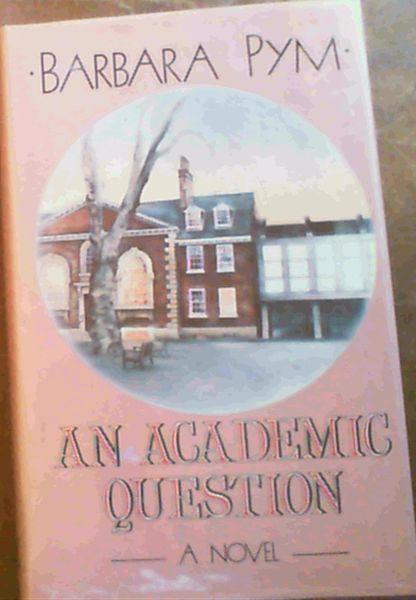 ·BARBARA PYM·
AN ACADEMIC
QUESTION
— A NOVEL —